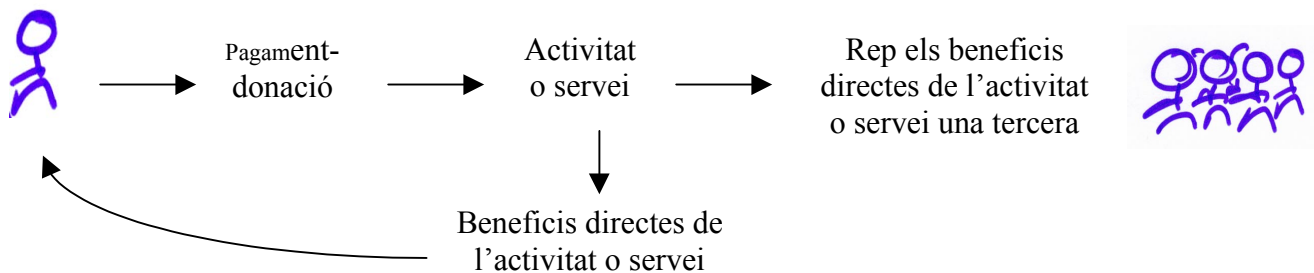 Pagament-
donació
Activitat
o servei
Rep els beneficis
directes de l’activitat
o servei una tercera
Beneficis directes de
l’activitat o servei